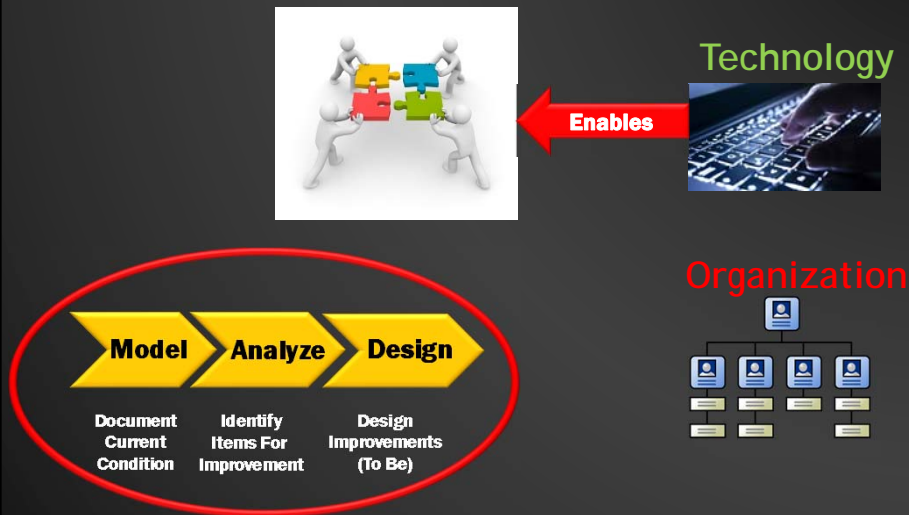 Technology
Enables
Organization
Model
Analyze
Design
Document
Current
Condition
Identify
Items For
Improvement
Design
Improvements
(To Be)